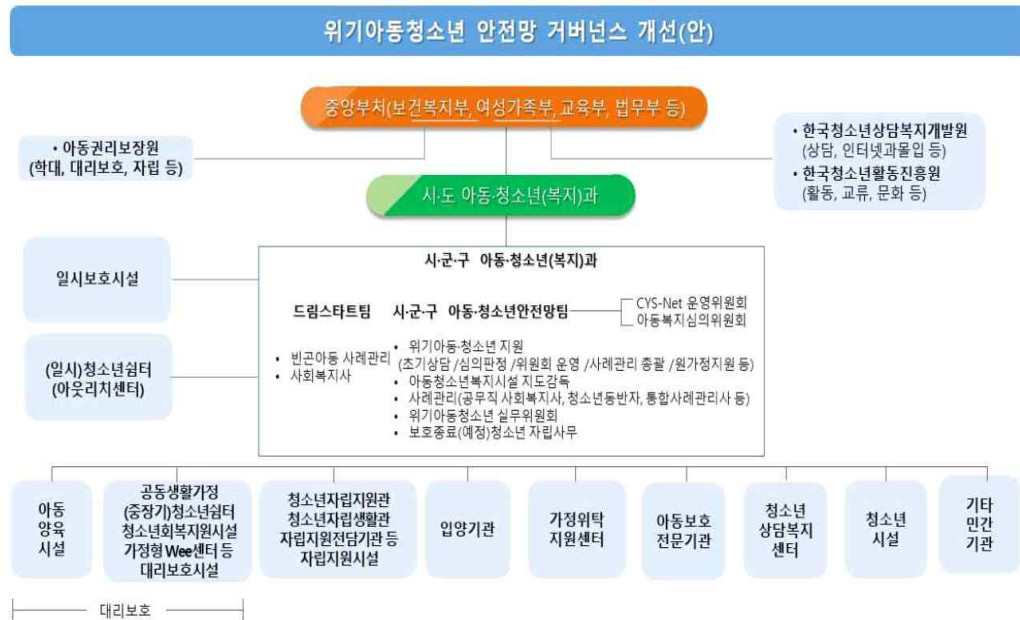 위기아동청소년 안전망 거버넌스 개선(안)
중앙부처(보건복지부, 여성가족부, 교육부, 법무부 등)
• 아동권리보장원
(학대, 대리보호, 자립 등)
• 한국청소년상담복지개발원
(상담, 인터넷과몰입 등)
• 한국청소년활동진흥원
(활동, 교류, 문화 등)
시·도 아동·청소년(복지)과
시·군·구 아동·청소년(복지)과
일시보호시설
(일시)청소년쉼터
(아웃리치센터)
드림스타트팀
• 빈곤아동 사례관리
• 사회복지사
시·군·구 아동·청소년안전망팀
CYS-Net 운영위원회
아동복지심의위원회
• 위기아동·청소년 지원
(초기상담 /심의판정 /위원회 운영 /사례관리 총괄 /원가정지원 등)
• 아동청소년복지시설 지도감독
• 사례관리(공무직 사회복지사, 청소년동반자, 통합사례관리사 등)
• 위기아동청소년 실무위원회
• 보호종료(예정)청소년 자립사무
아동
양육
시설
공동생활가정
(중장기)청소년쉼터
청소년회복지원시설
가정형 Wee센터 등
대리보호시설
청소년자립지원관
청소년자립생활관
자립지원전담기관 등
자립지원시설
입양기관
가정위탁
지원센터
아동보호
전문기관
청소년
상담복지
센터
청소년
시설
기타
민간
기관
대리보호